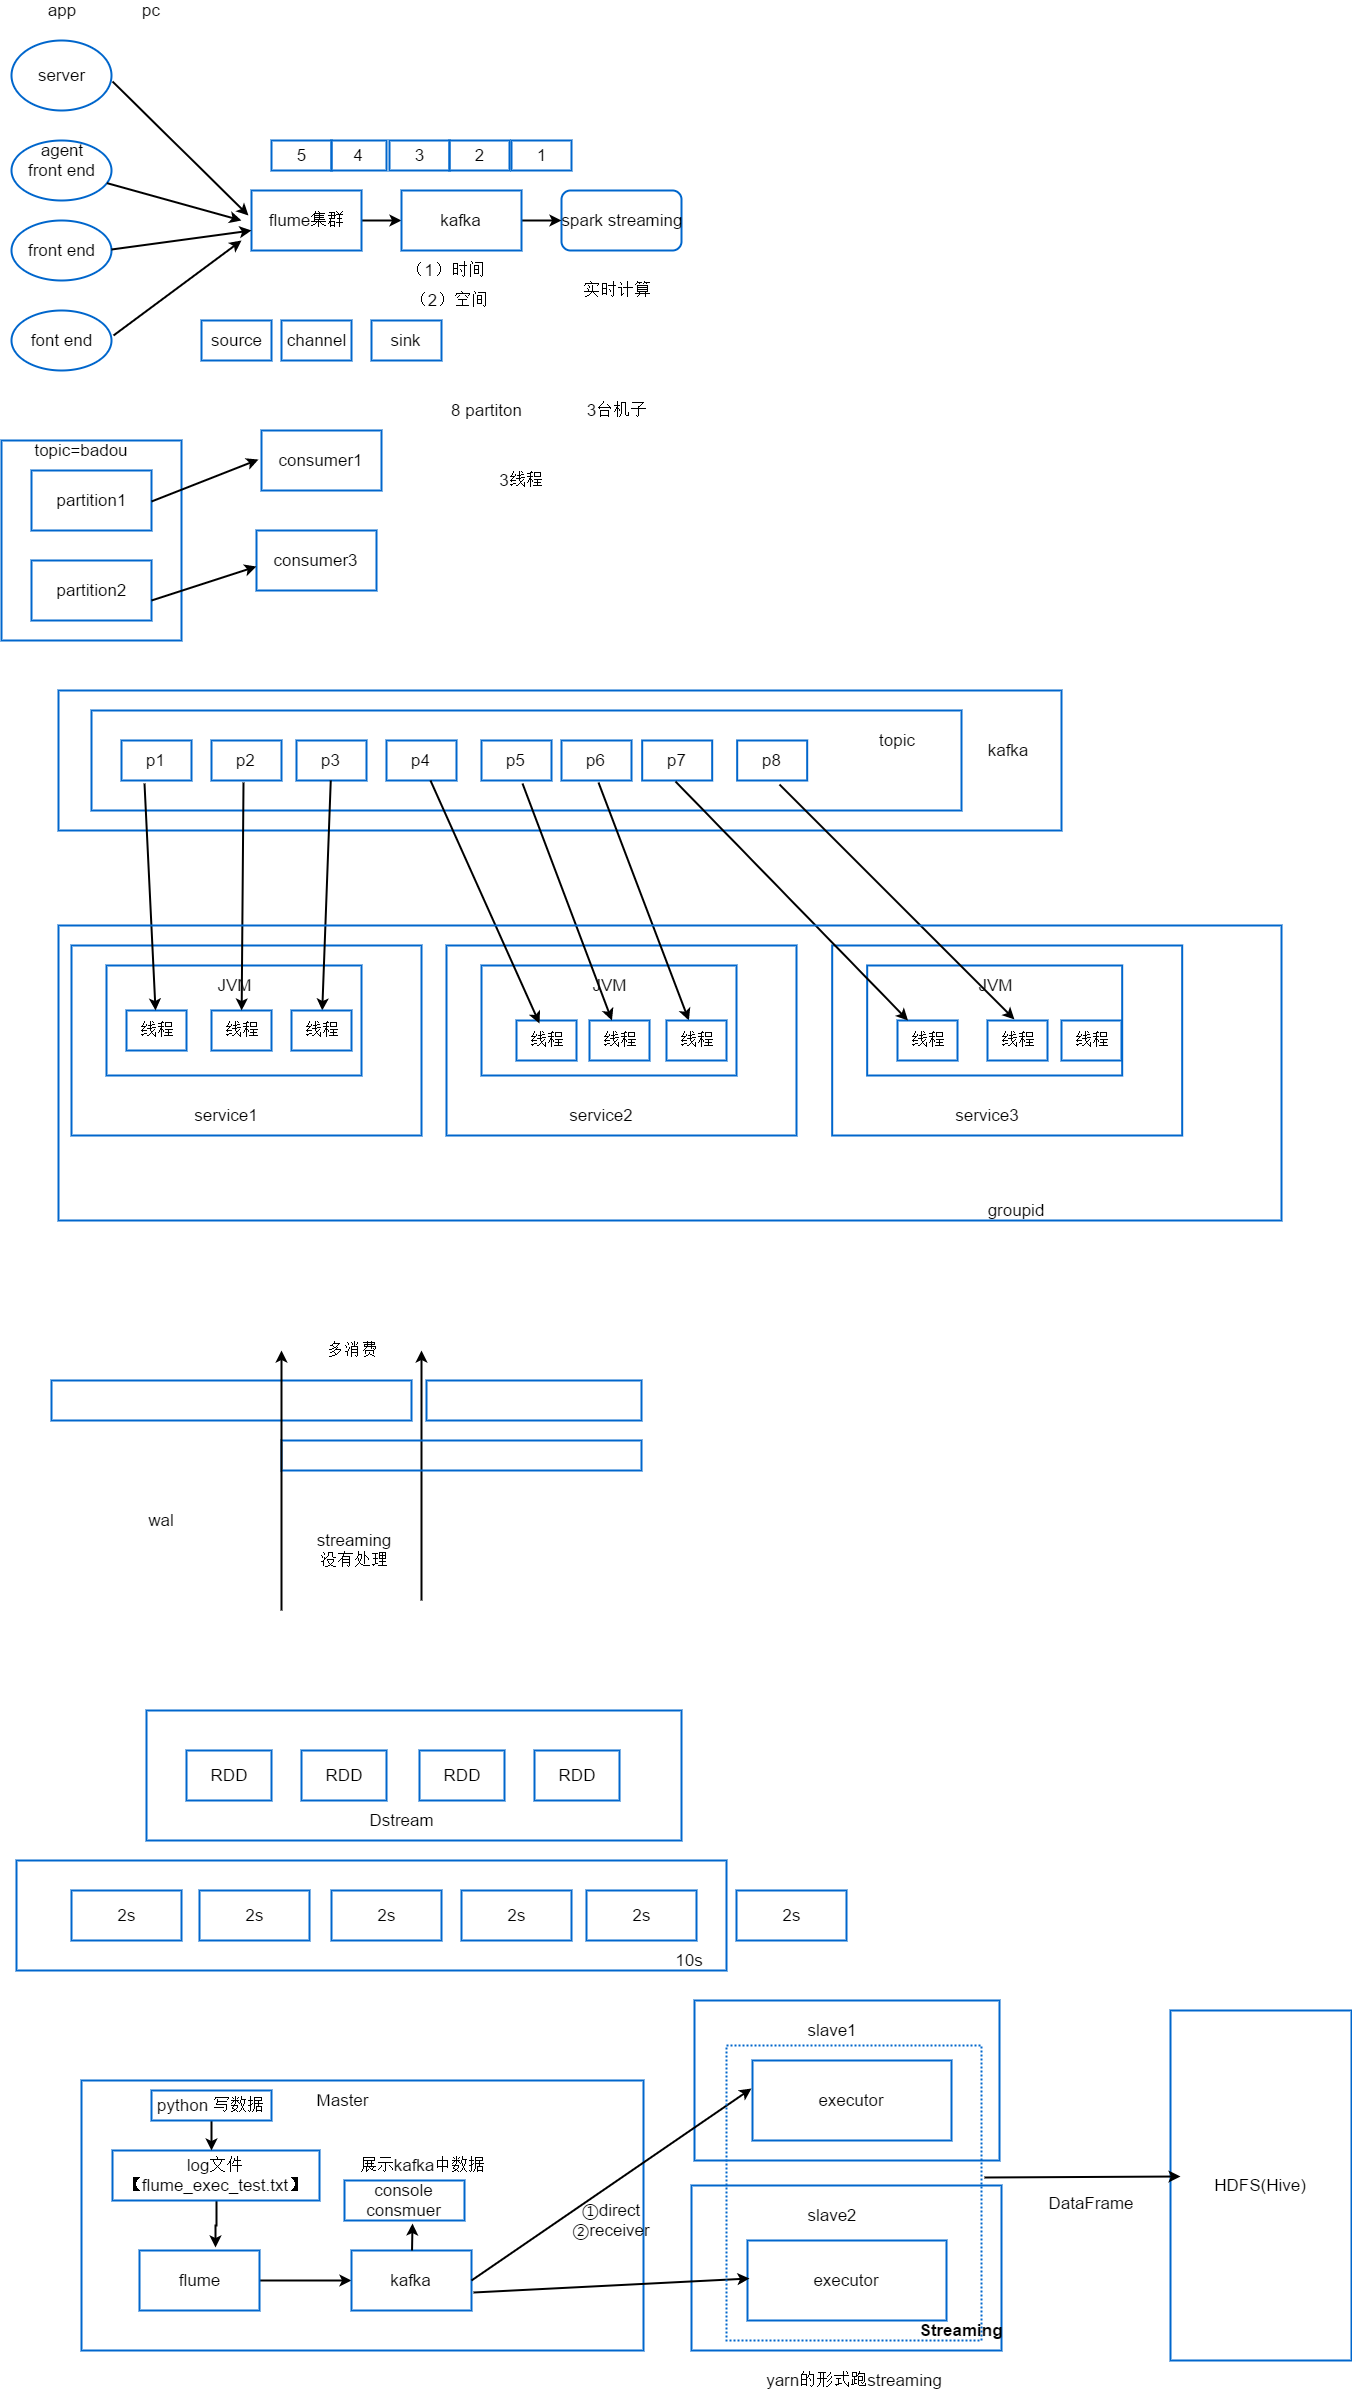 app
pc
server
agent
front end
front end
font end
5
4
3
2
1
flume集群
kafka
spark streaming
（1）时间
（2）空间
实时计算
source
channel
sink
8 partiton
3台机子
3线程
topic=badou
partition1
partition2
consumer1
consumer3
p1
p2
p3
p4
p5
p6
p7
p8
topic
kafka
JVM
线程
线程
线程
service1
JVM
线程
线程
线程
service2
JVM
线程
线程
线程
service3
groupid
多消费
wal
streaming
没有处理
RDD
RDD
RDD
RDD
Dstream
2s
2s
2s
2s
2s
2s
10s
Master
python 写数据
log文件
【flume_exec_test.txt】
flume
展示kafka中数据
console
consmuer
kafka
①direct
②receiver
slave1
executor
slave2
executor
Streaming
yarn的形式跑streaming
DataFrame
HDFS(Hive)